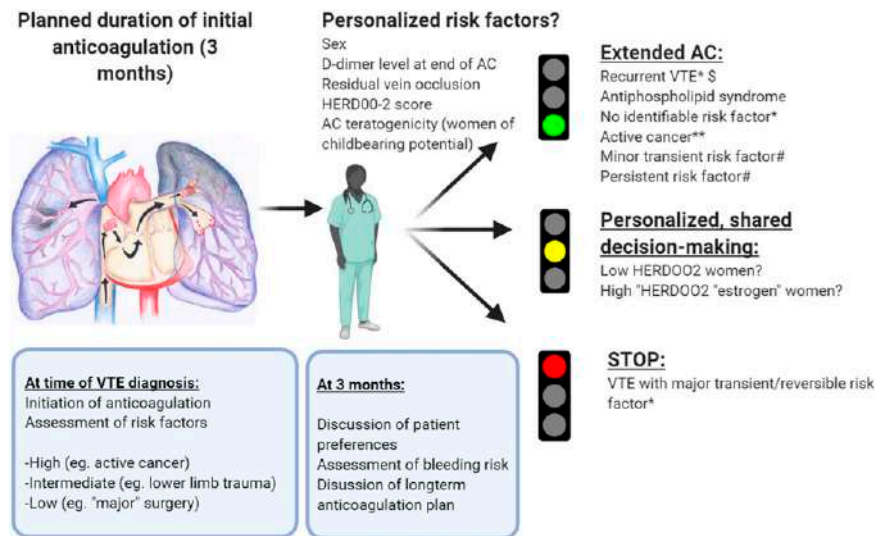 Planned duration of initial
anticoagulation (3
months)
Personalized risk factors?
Sex
D-dimer level at end of AC
Residual vein occlusion
HERD00-2 score
AC teratogenicity (women of
childbearing potential)
Extended AC:
Recurrent VTE* $
Antiphospholipid syndrome
No identifiable risk factor*
Active cancer**
Minor transient risk factor#
Persistent risk factor#
Personalized, shared
decision-making:
Low HERDOO2 women?
High "HERDOO2 "estrogen" women?
STOP:
VTE with major transient/reversible risk
factor*
At time of VTE diagnosis:
Initiation of anticoagulation
Assessment of risk factors
-High (eg. active cancer)
-Intermediate (eg. lower limb trauma)
-Low (eg. "major" surgery)
At 3 months:
Discussion of patient
preferences
Assessment of bleeding risk
Disussion of longterm
anticoagulation plan